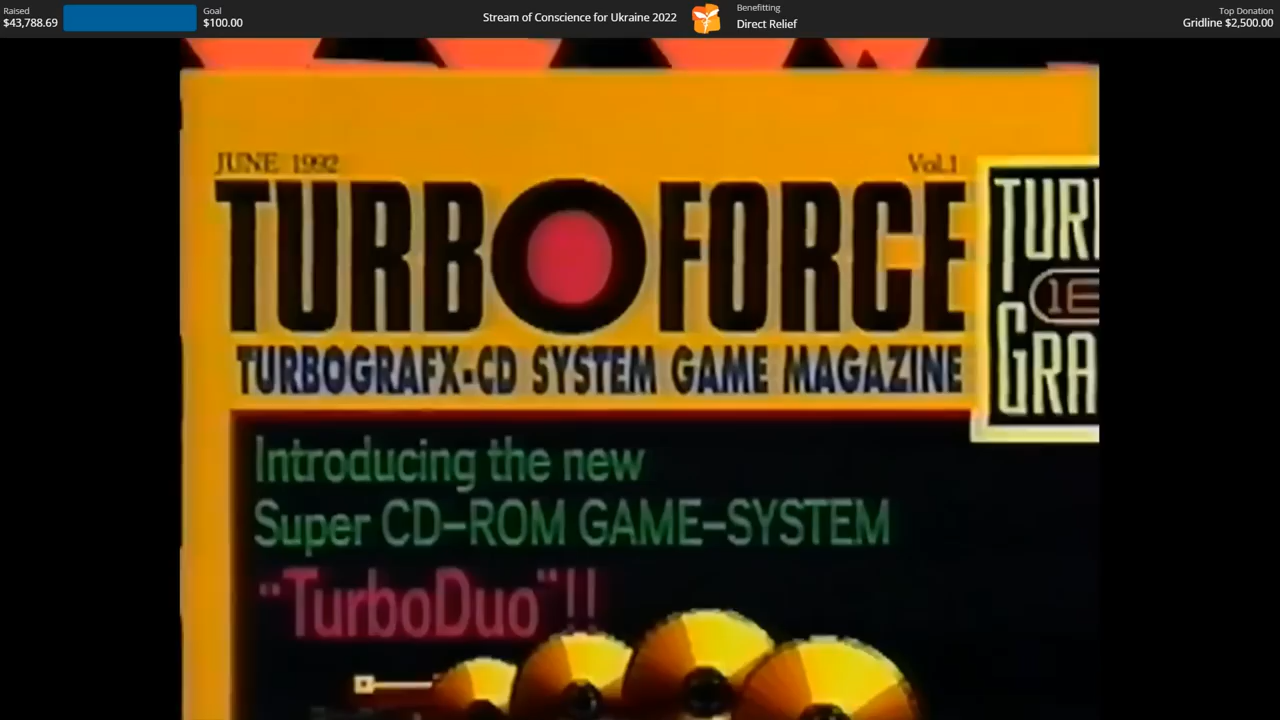 Raised
$43,788.69
Goal
$100.00
Stream of Conscience for Ukraine 2022
Benefitting
Direct Relief
Top Donation
Gridline $2,500.00
JUNE 1992
Vol.1
TURBOFORCE
TURBOGRAFX-CD SYSTEM GAME MAGAZINE
Introducing the new
Super CD-ROM GAME-SYSTEM
"TurboDuo"!!